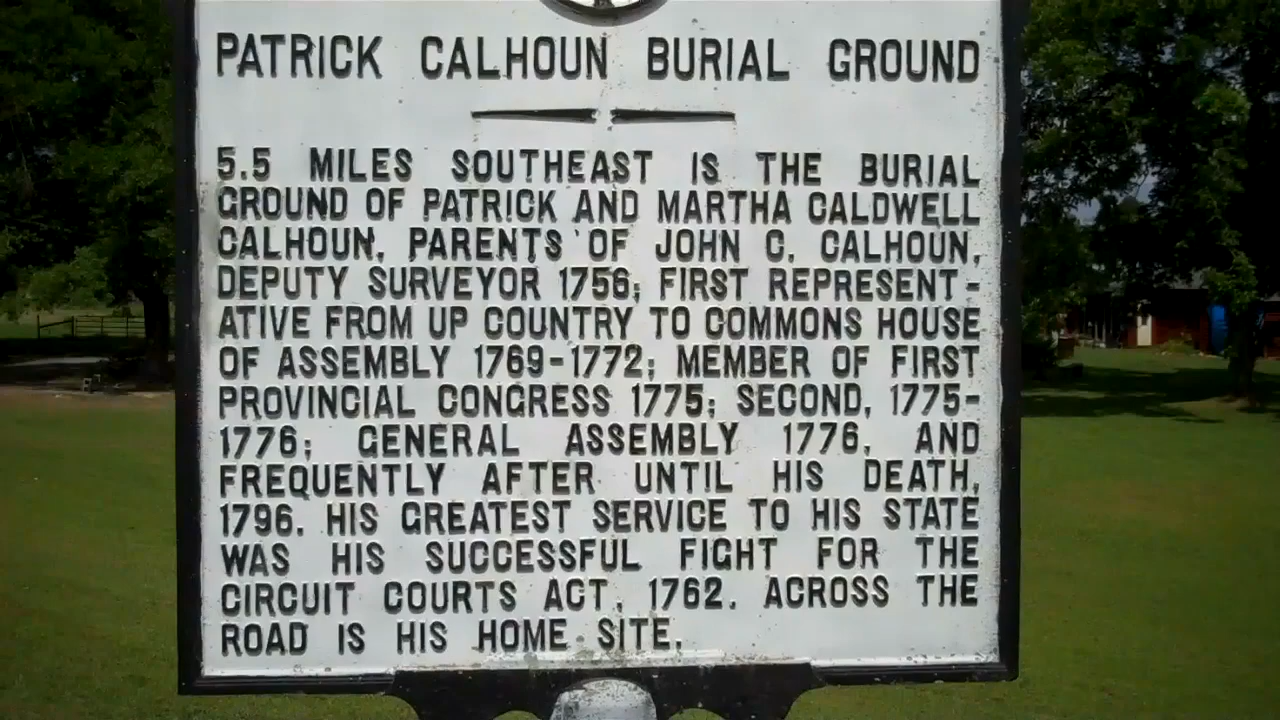 PATRICK CALHOUN BURIAL GROUND
5.5 MILES SOUTHEAST IS THE BURIAL
GROUND OF PATRICK AND MARTHA CALDWELL
CALHOUN, PARENTS OF JOHN C. CALHOUN,
DEPUTY SURVEYOR 1756; FIRST REPRESENT-
ATIVE FROM UP COUNTRY TO COMMONS HOUSE
OF ASSEMBLY 1769-1772; MEMBER OF FIRST
PROVINCIAL CONGRESS 1775; SECOND, 1775-
1776; GENERAL ASSEMBLY 1776, AND
FREQUENTLY AFTER UNTIL HIS DEATH,
1796. HIS GREATEST SERVICE TO HIS STATE
WAS HIS SUCCESSFUL FIGHT FOR THE
CIRCUIT COURTS ACT, 1762. ACROSS THE
ROAD IS HIS HOME SITE.